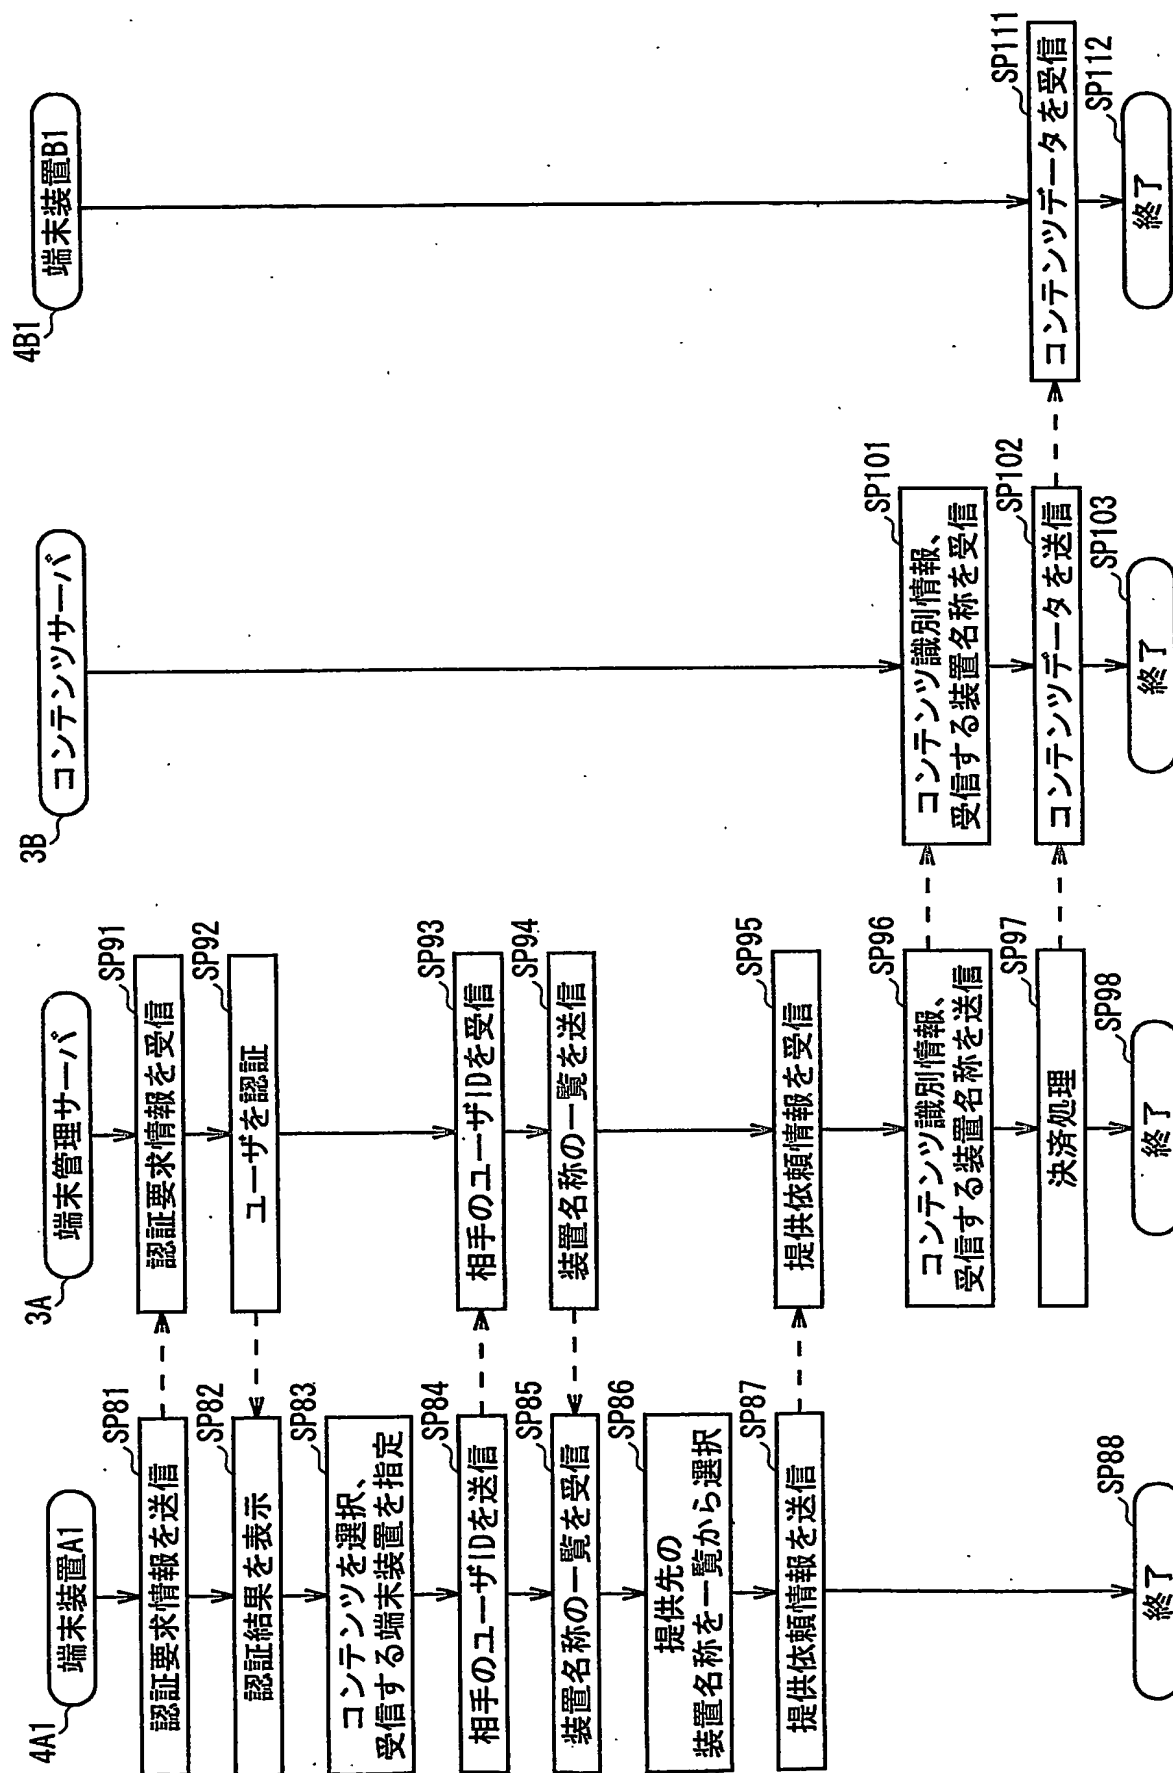 4A1
端末装置A1
SP81
認証要求情報を送信
SP82
認証結果を表示
SP83
コンテンツを選択、
受信する端末装置を指定
SP84
相手のユーザIDを送信
SP85
装置名称の一覧を受信
SP86
提供先の
装置名称を一覧から選択
SP87
提供依頼情報を送信
SP88
終了
3A
端末管理サーバ
SP91
認証要求情報を受信
SP92
ユーザを認証
SP93
相手のユーザIDを受信
SP94
装置名称の一覧を送信
SP95
提供依頼情報を受信
SP96
コンテンツ識別情報、
受信する装置名称を送信
SP97
決済処理
SP98
終了
3B
コンテンツサーバ
SP101
コンテンツ識別情報、
受信する装置名称を受信
SP102
コンテンツデータを送信
SP103
終了
4B1
端末装置B1
SP111
コンテンツデータを受信
SP112
終了